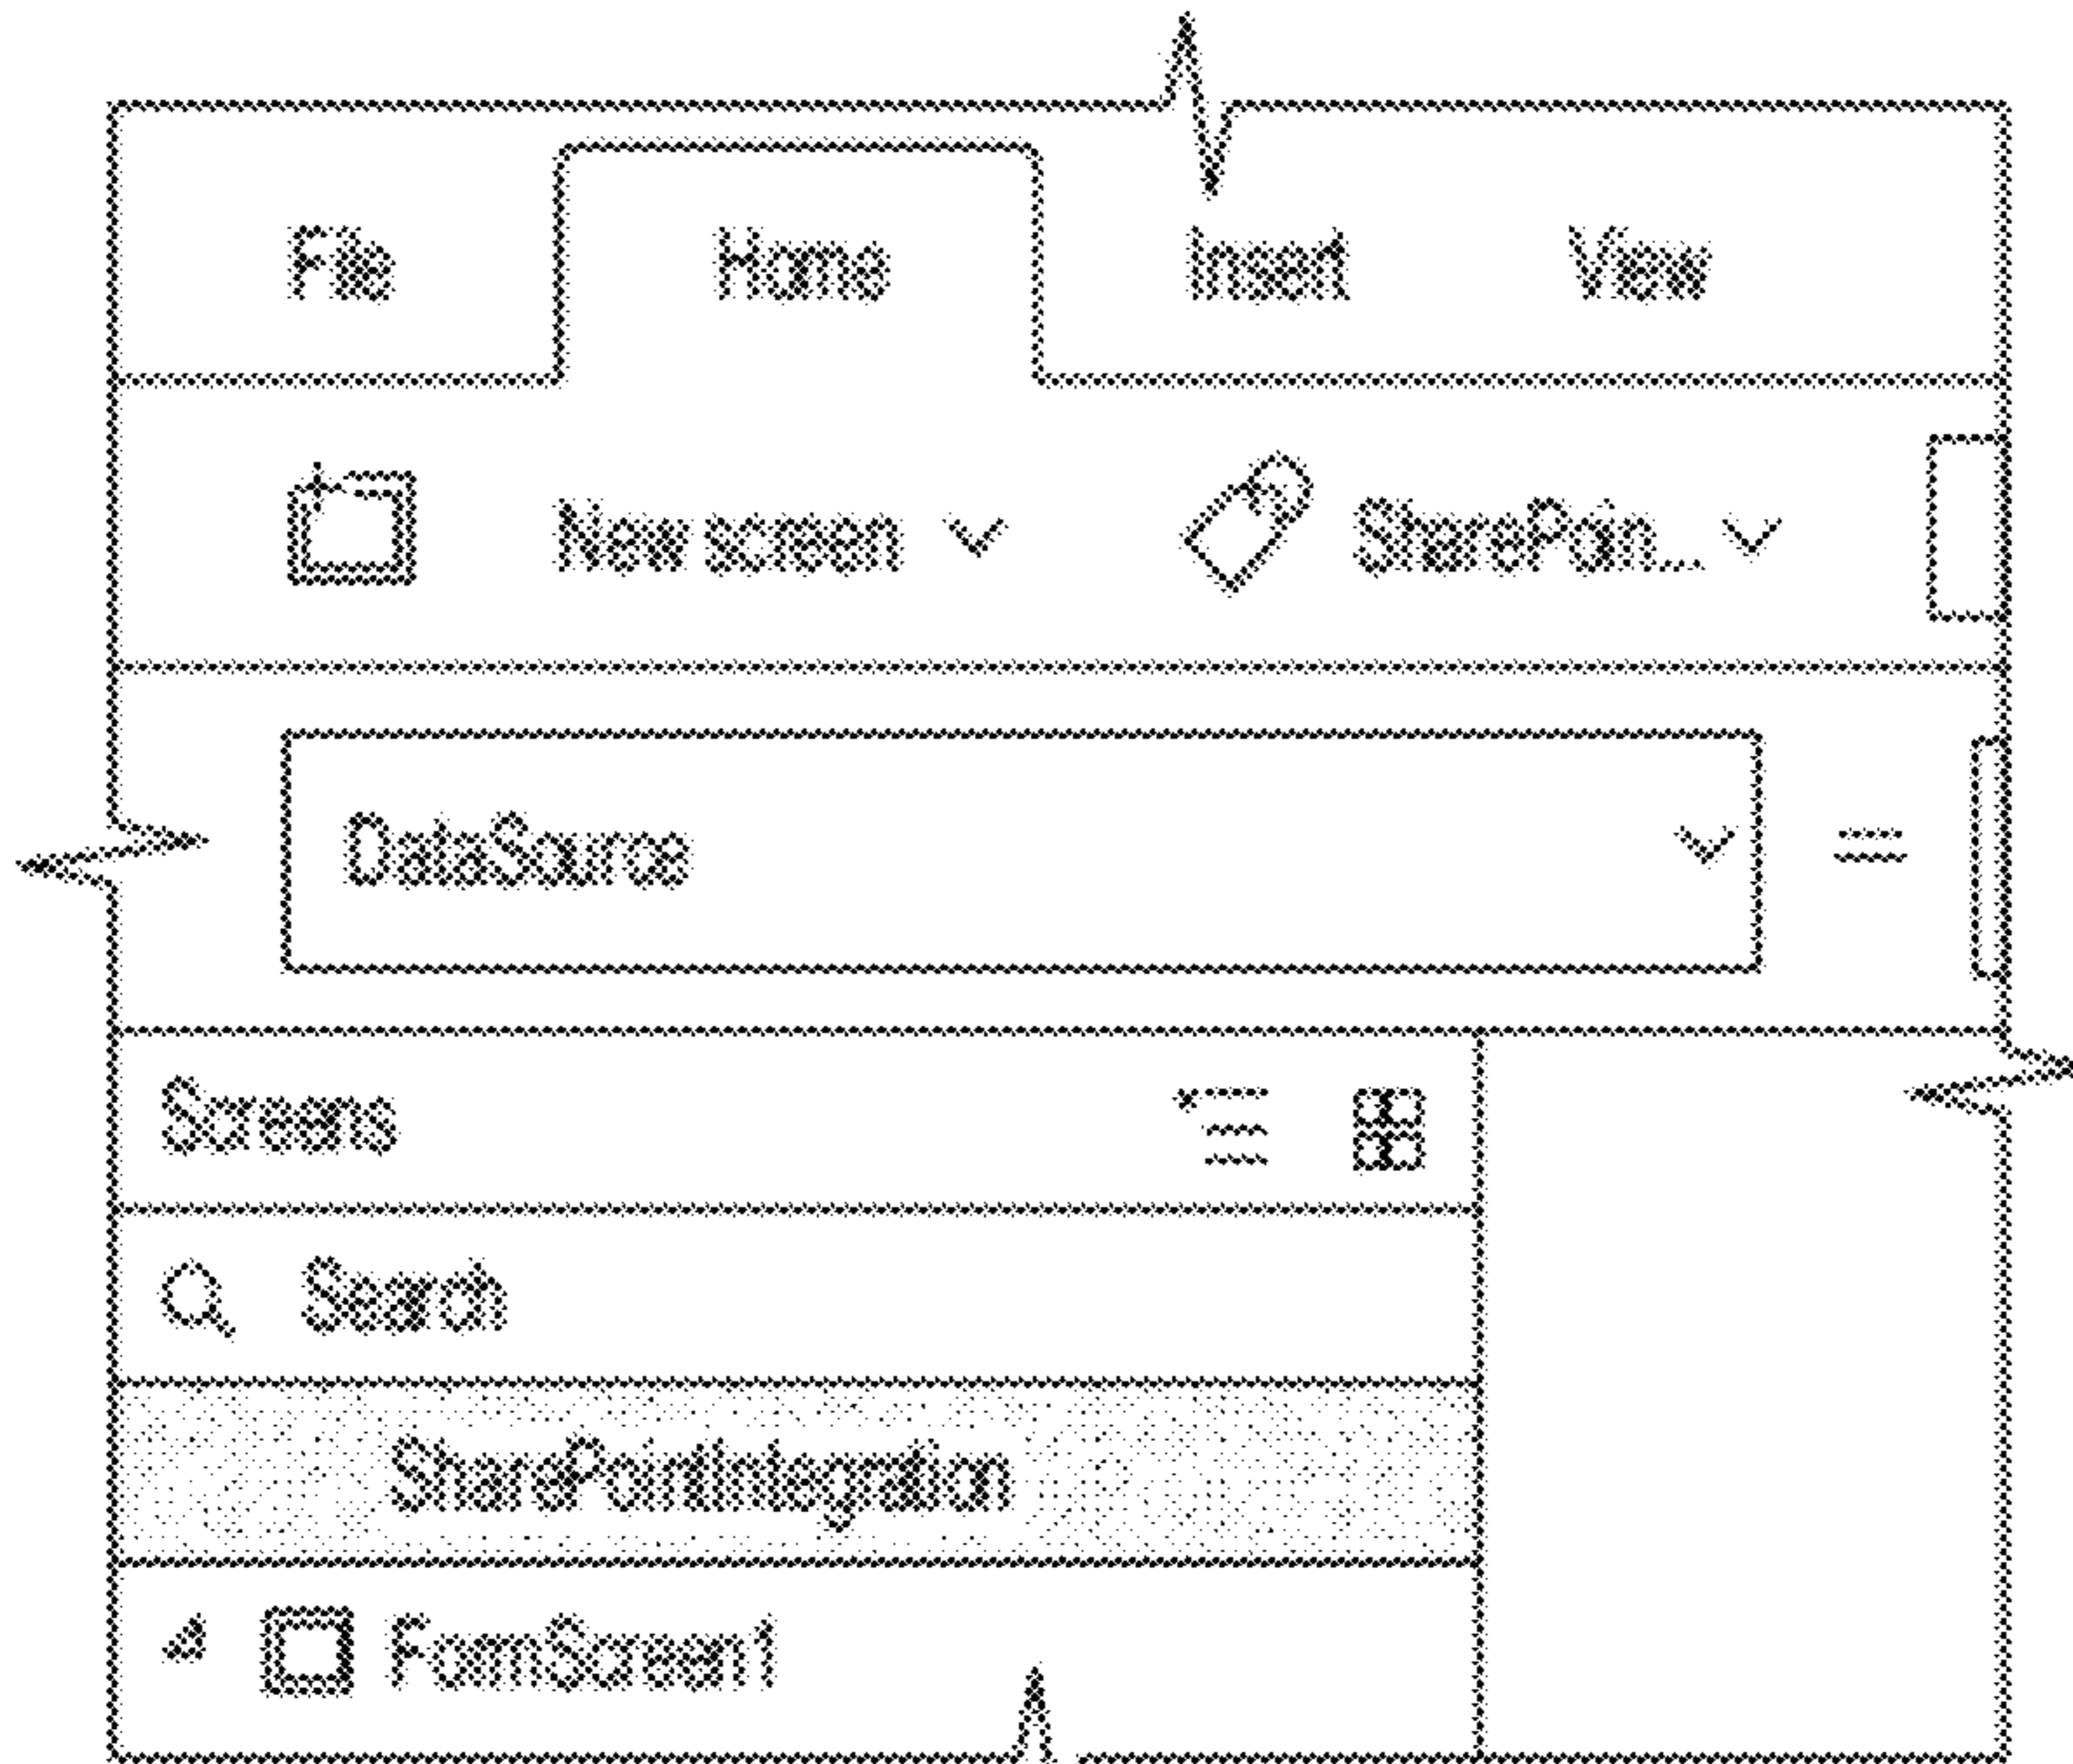 File Home Insert View
New screen SharePoin...
DataSource =
Screens
Search
SharePointIntegration
FormScreen1